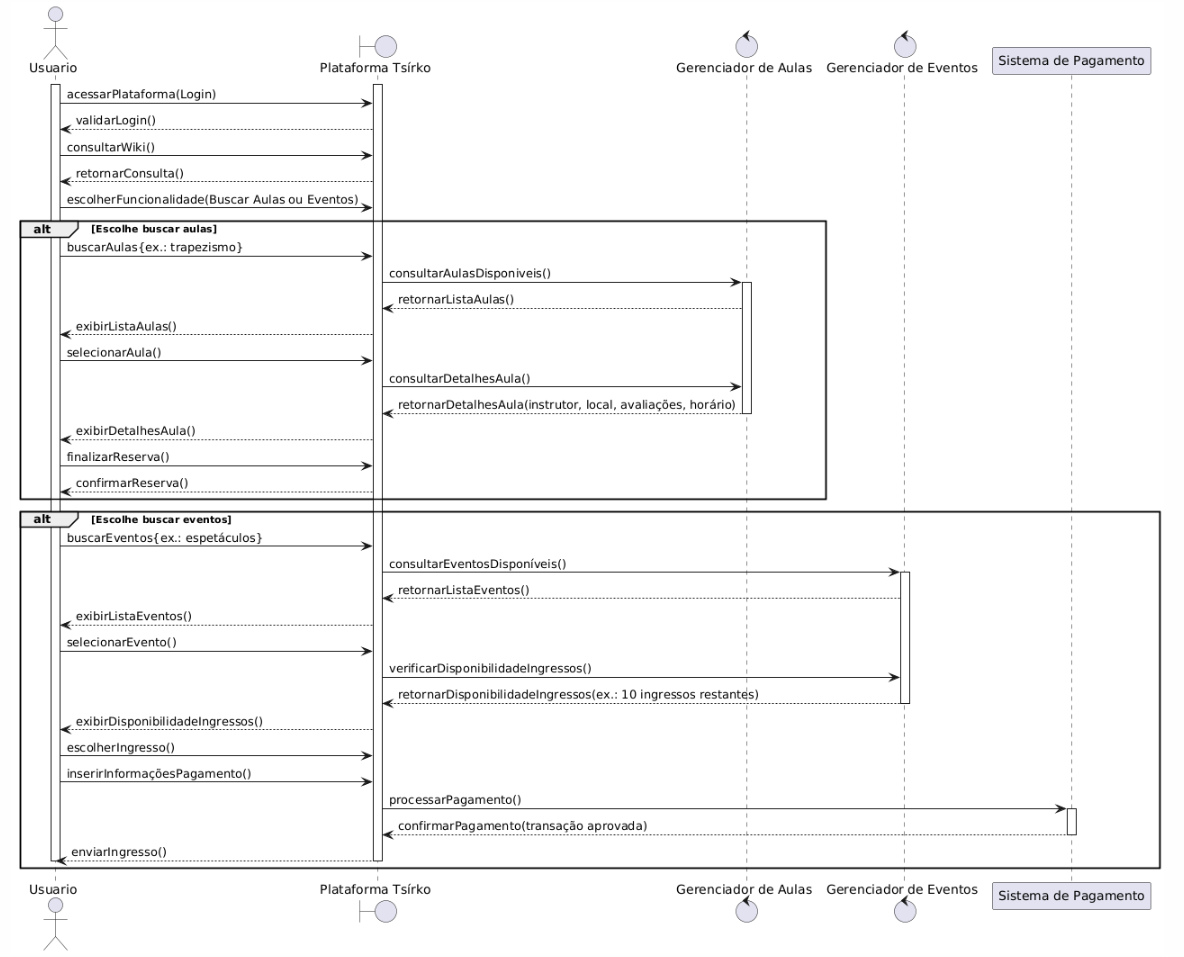 Usuario
Plataforma Tsírko
Gerenciador de Aulas
Gerenciador de Eventos
Sistema de Pagamento
acessarPlataforma(Login)
validarLogin()
consultarWiki()
retornarConsulta()
escolherFuncionalidade(Buscar Aulas ou Eventos)
alt [Escolhe buscar aulas]
buscarAulas{ex.: trapezismo}
consultarAulasDisponiveis()
retornarListaAulas()
exibirListaAulas()
selecionarAula()
consultarDetalhesAula()
retornarDetalhesAula(instrutor, local, avaliações, horário)
exibirDetalhesAula()
finalizarReserva()
confirmarReserva()
alt [Escolhe buscar eventos]
buscarEventos{ex.: espetáculos}
consultarEventosDisponíveis()
retornarListaEventos()
exibirListaEventos()
selecionarEvento()
verificarDisponibilidadeIngressos()
retornarDisponibilidadeIngressos(ex.: 10 ingressos restantes)
exibirDisponibilidadeIngressos()
escolherIngresso()
inserirInformaçõesPagamento()
processarPagamento()
confirmarPagamento(transação aprovada)
enviarIngresso()
Usuario
Plataforma Tsírko
Gerenciador de Aulas
Gerenciador de Eventos
Sistema de Pagamento